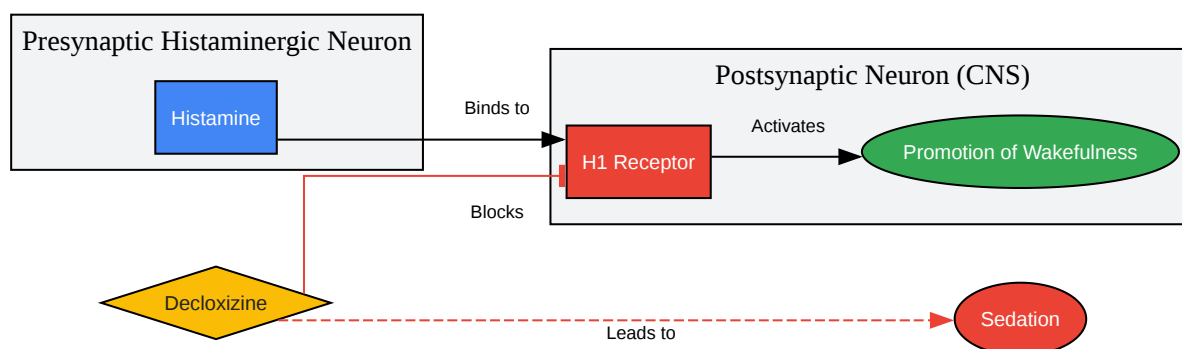 Presynaptic Histaminergic Neuron
Histamine
Binds to
Postsynaptic Neuron (CNS)
H1 Receptor
Activates
Promotion of Wakefulness
Blocks
Decloxizine
Leads to
Sedation